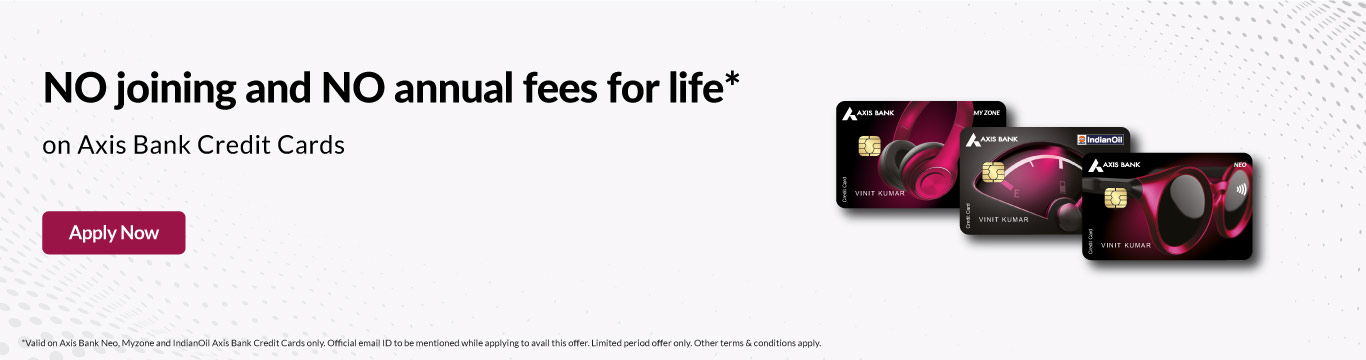 NO joining and NO annual fees for life*
on Axis Bank Credit Cards
Apply Now
AXIS BANK
MY ZONE
Credit Card
VINIT KUMAR
AXIS BANK
IndianOil
E
Credit Card
VINIT KUMAR
AXIS BANK
NEO
Credit Card
VINIT KUMAR
*Valid on Axis Bank Neo, Myzone and IndianOil Axis Bank Credit Cards only. Official email ID to be mentioned while applying to avail this offer. Limited period offer only. Other terms & conditions apply.